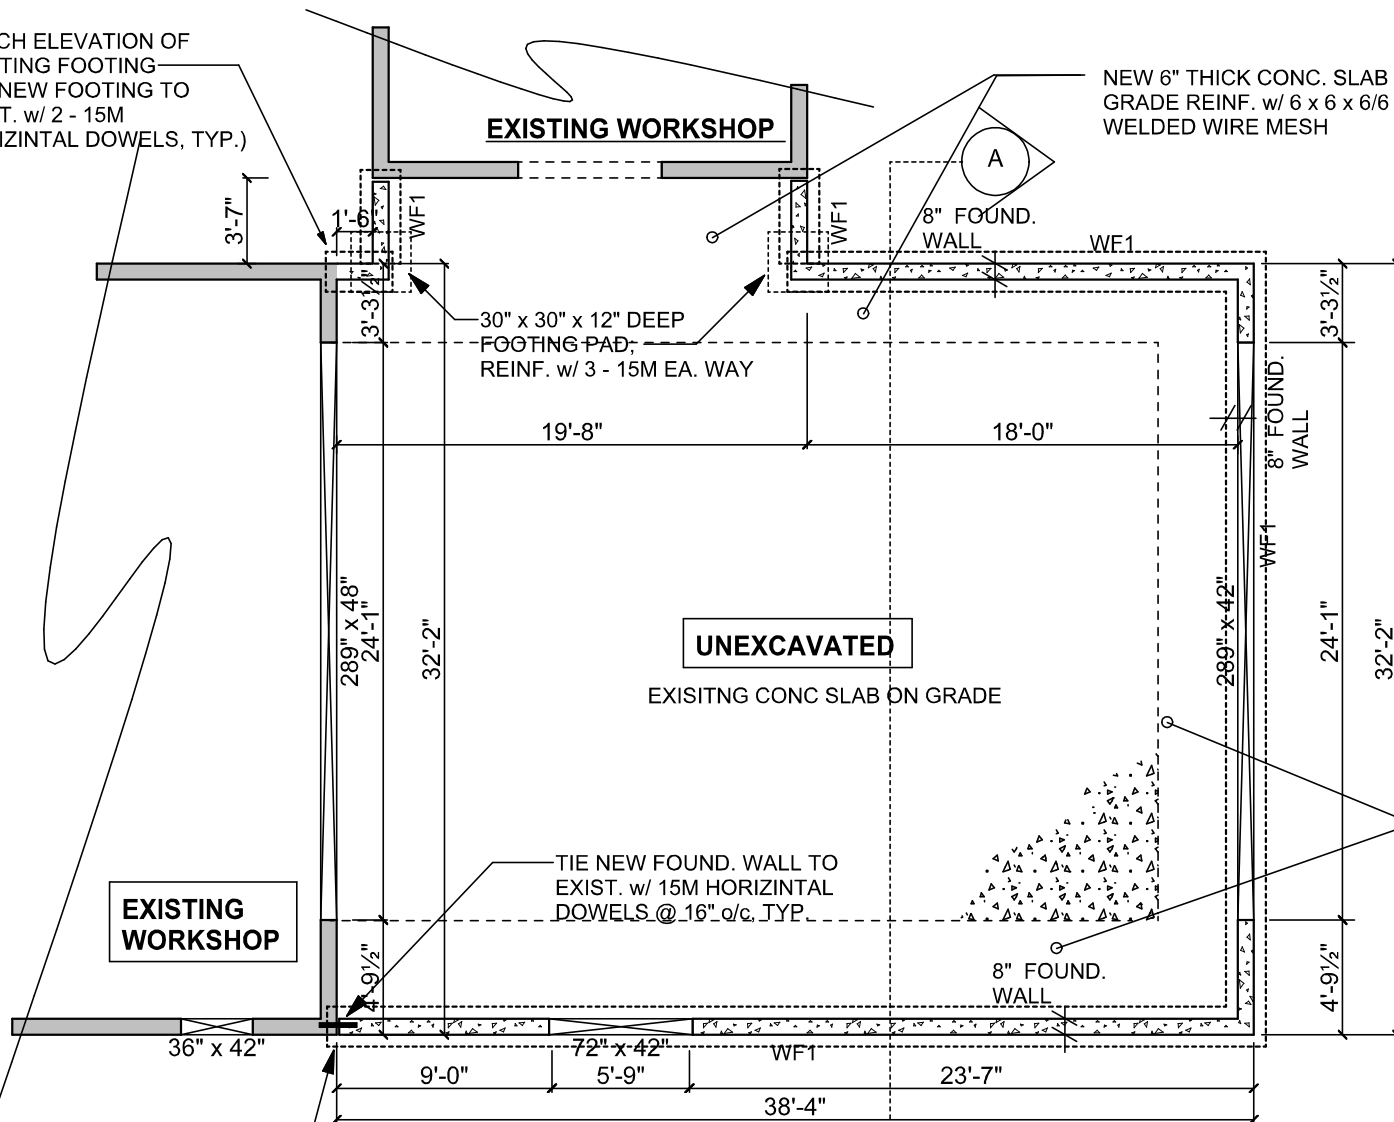 CH ELEVATION OF
TING FOOTING
NEW FOOTING TO
T. w/ 2 - 15M
IZINTAL DOWELS, TYP.)
EXISTING WORKSHOP
NEW 6" THICK CONC. SLAB
GRADE REINF. w/ 6 x 6 x 6/6
WELDED WIRE MESH
A
3'-7"
1'-6"
WF1
WF1
8" FOUND.
WALL
WF1
3'-3½"
3'-3½"
30" x 30" x 12" DEEP
FOOTING PAD;
REINF. w/ 3 - 15M EA. WAY
8" FOUND.
WALL
19'-8"
18'-0"
WF1
289" x 48"
24'-1"
32'-2"
UNEXCAVATED
EXISITNG CONC SLAB ON GRADE
289" x 42"
24'-1"
32'-2"
TIE NEW FOUND. WALL TO
EXIST. w/ 15M HORIZINTAL
DOWELS @ 16" o/c, TYP.
EXISTING
WORKSHOP
4'-9½"
8" FOUND.
WALL
4'-9½"
36" x 42"
72" x 42"
WF1
9'-0"
5'-9"
23'-7"
38'-4"